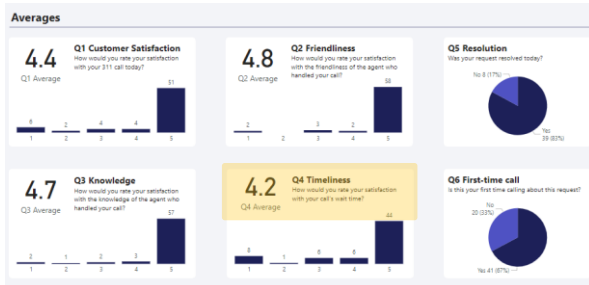 Averages
4.4
Q1 Average
Q1 Customer Satisfaction
How would you rate your satisfaction
with your 311 call today?
6 2 4 4 51
1 2 3 4 5
4.8
Q2 Average
Q2 Friendliness
How would you rate your satisfaction
with the friendliness of the agent who
handled your call?
2 3 2 58
1 2 3 4 5
Q5 Resolution
Was your request resolved today?
No 8 (17%)
Yes
39 (83%)
4.7
Q3 Average
Q3 Knowledge
How would you rate your satisfaction
with the knowledge of the agent who
handled your call?
2 1 2 3 57
1 2 3 4 5
4.2
Q4 Average
Q4 Timeliness
How would you rate your satisfaction
with your call's wait time?
1 6 6 44
1 2 3 4 5
Q6 First-time call
Is this your first time calling about this request?
No
20 (33%)
Yes 41 (67%)